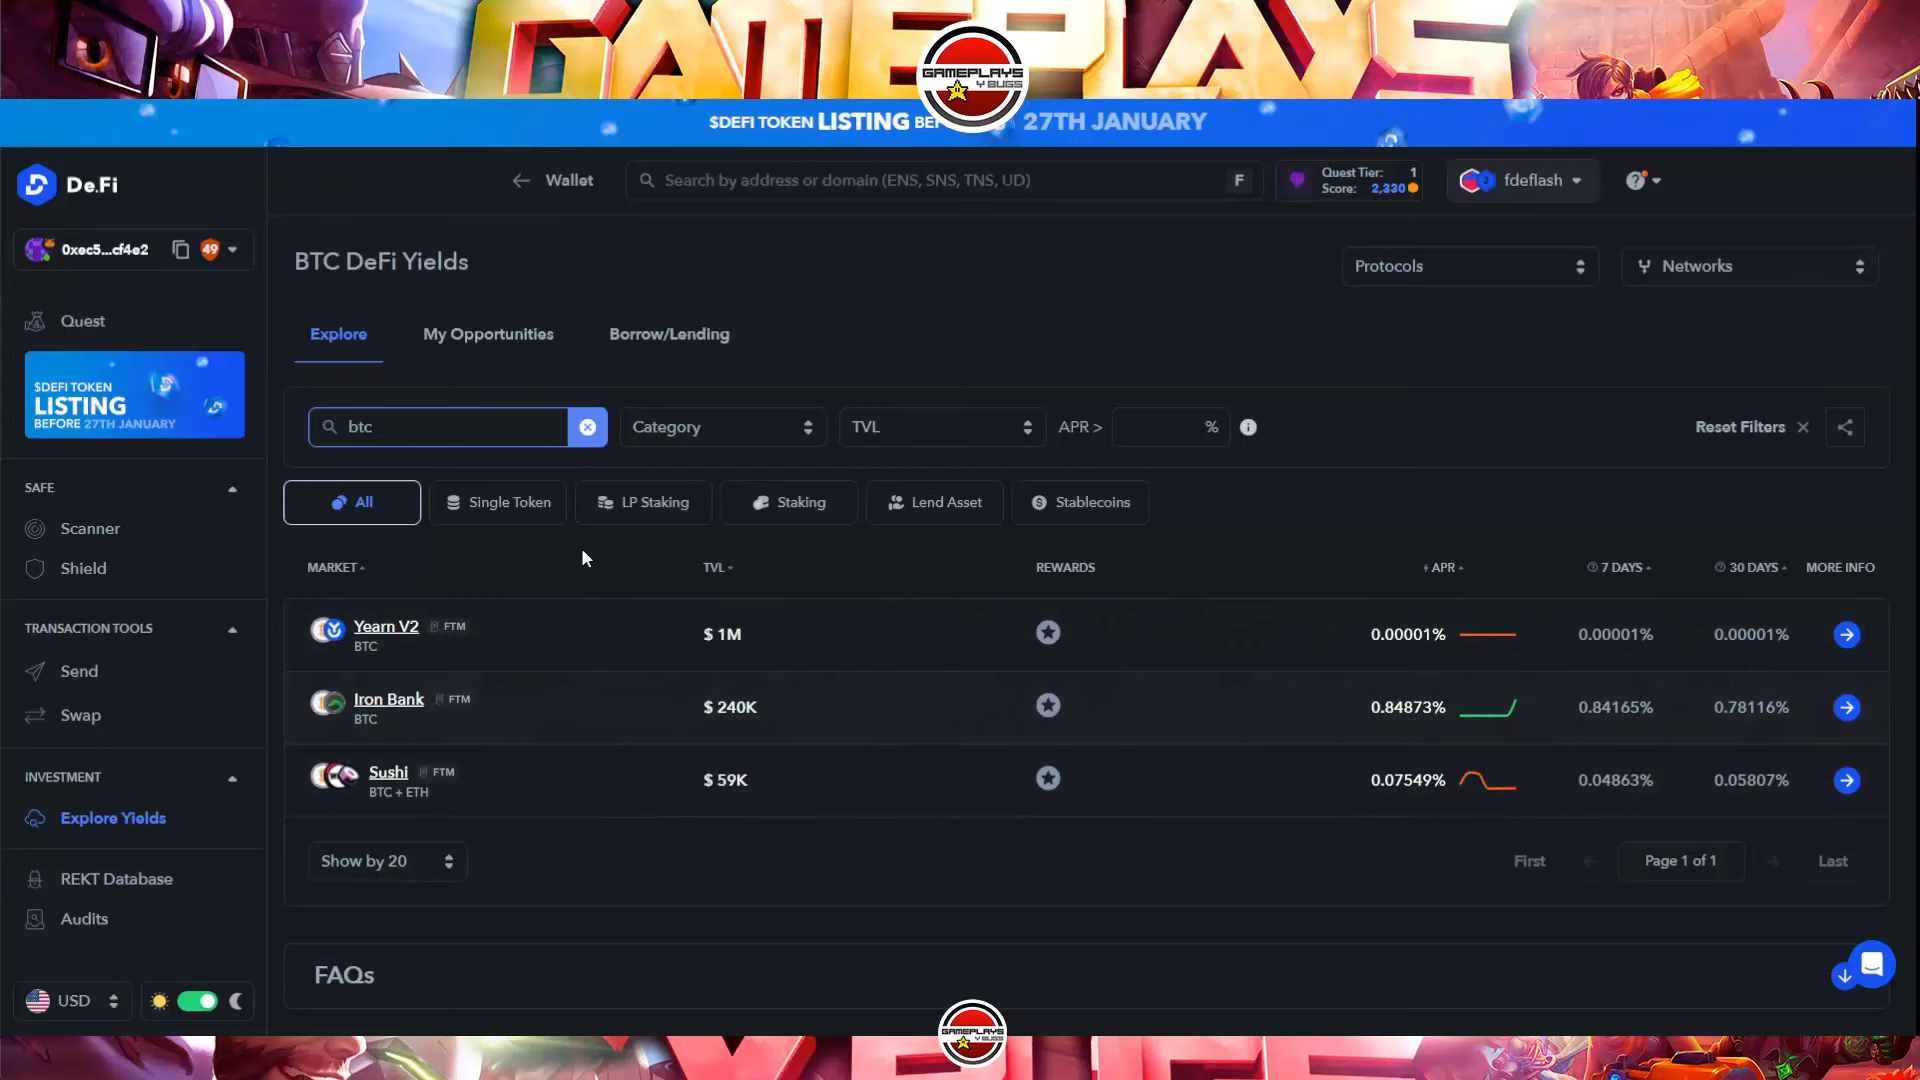 GAMEPLAYS
GAMEPLAYS
Y BUGS
$DEFI TOKEN LISTING BEF 27TH JANUARY
De.Fi
Wallet
Search by address or domain (ENS, SNS, TNS, UD)
F
Quest Tier: 1
Score: 2,330
fdeflash
?
0xec5...cf4e2
49
BTC DeFi Yields
Protocols
Networks
Quest
Explore
My Opportunities
Borrow/Lending
$DEFI TOKEN
LISTING
BEFORE 27TH JANUARY
btc
Category
TVL
APR >
%
Reset Filters
SAFE
All
Single Token
LP Staking
Staking
Lend Asset
Stablecoins
Scanner
Shield
MARKET
TVL
REWARDS
APR
7 DAYS
30 DAYS
MORE INFO
TRANSACTION TOOLS
Yearn V2
FTM
BTC
$ 1M
0.00001%
0.00001%
0.00001%
Send
Swap
Iron Bank
FTM
BTC
$ 240K
0.84873%
0.84165%
0.78116%
INVESTMENT
Sushi
FTM
BTC + ETH
$ 59K
0.07549%
0.04863%
0.05807%
Explore Yields
Show by 20
First
Page 1 of 1
Last
REKT Database
Audits
FAQs
USD
GAMEPLAYS
Y BUGS